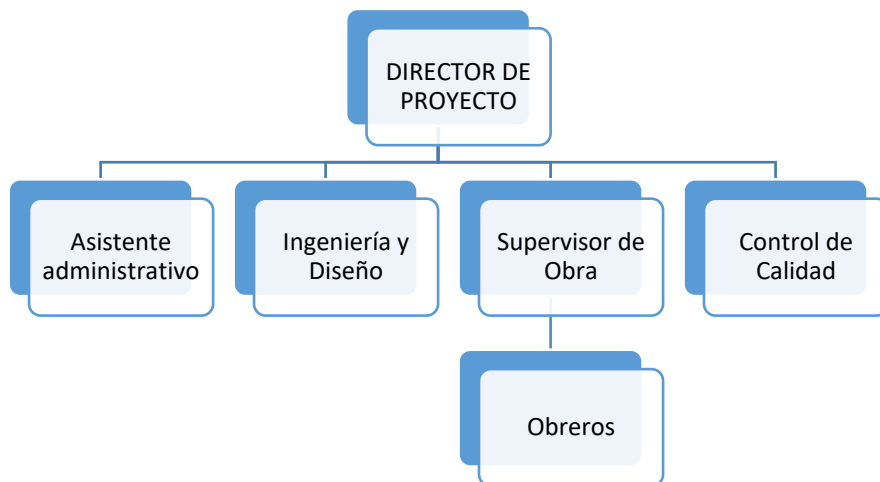 DIRECTOR DE
PROYECTO
Asistente
administrativo
Ingeniería y
Diseño
Supervisor de
Obra
Control de
Calidad
Obreros